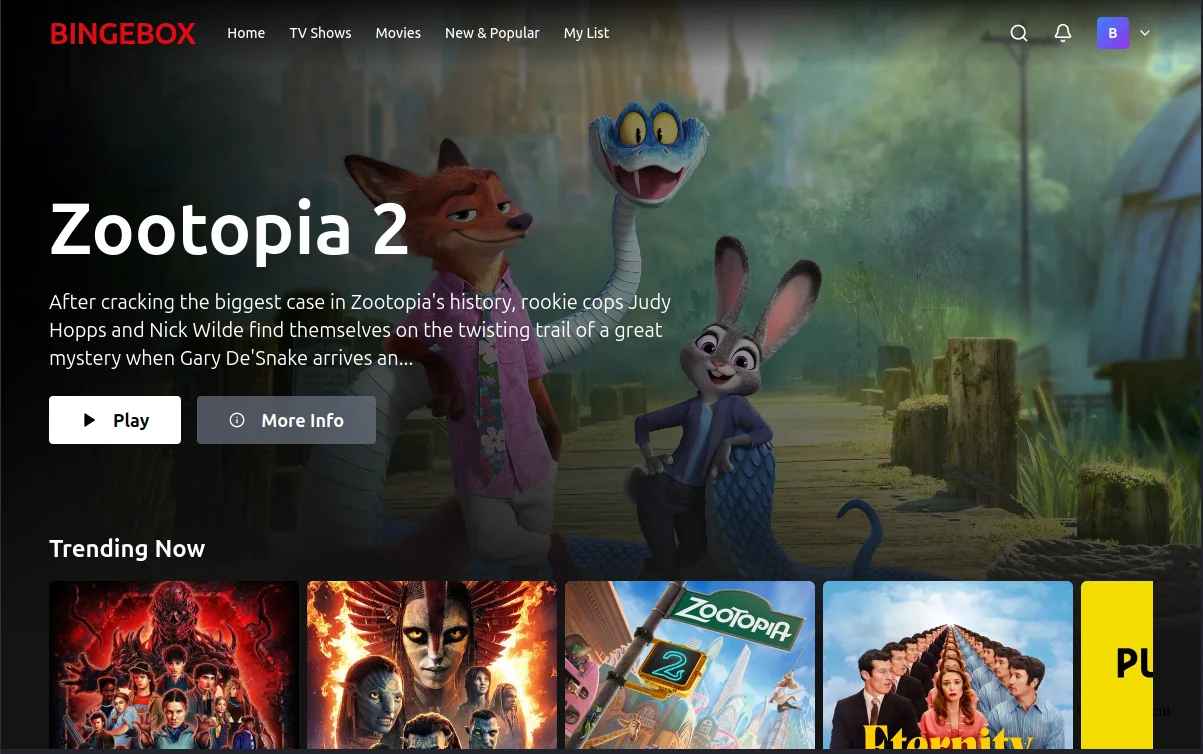 BINGEBOX Home TV Shows Movies New & Popular My List B
Zootopia 2
After cracking the biggest case in Zootopia's history, rookie cops Judy
Hopps and Nick Wilde find themselves on the twisting trail of a great
mystery when Gary De'Snake arrives an...
Play More Info
Trending Now
ZOOTOPIA
2
PL
Eternity